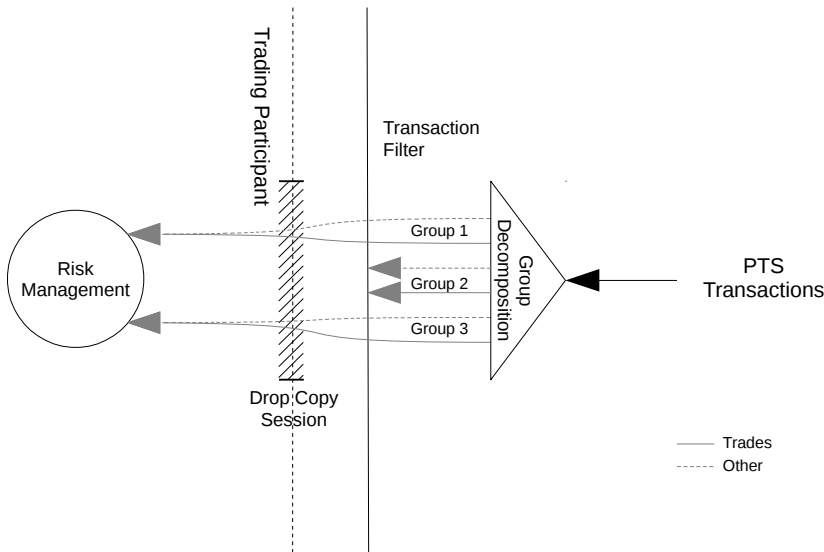 Trading Participant
Transaction
Filter
Group 1
Group 2
Group 3
Group
Decomposition
PTS
Transactions
Risk
Management
Drop Copy
Session
Trades
Other